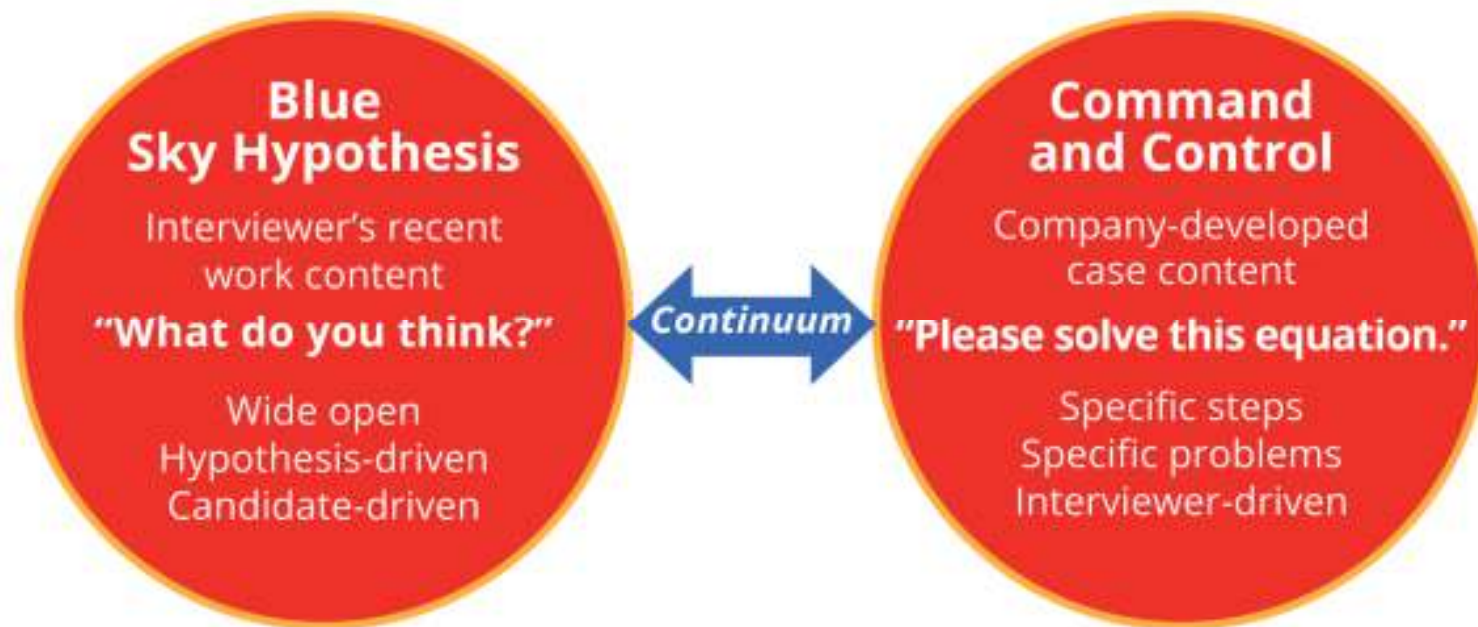 Blue
Sky Hypothesis
Interviewer’s recent
work content
“What do you think?”
Wide open
Hypothesis-driven
Candidate-driven
Continuum
Command
and Control
Company-developed
case content
”Please solve this equation.”
Specific steps
Specific problems
Interviewer-driven